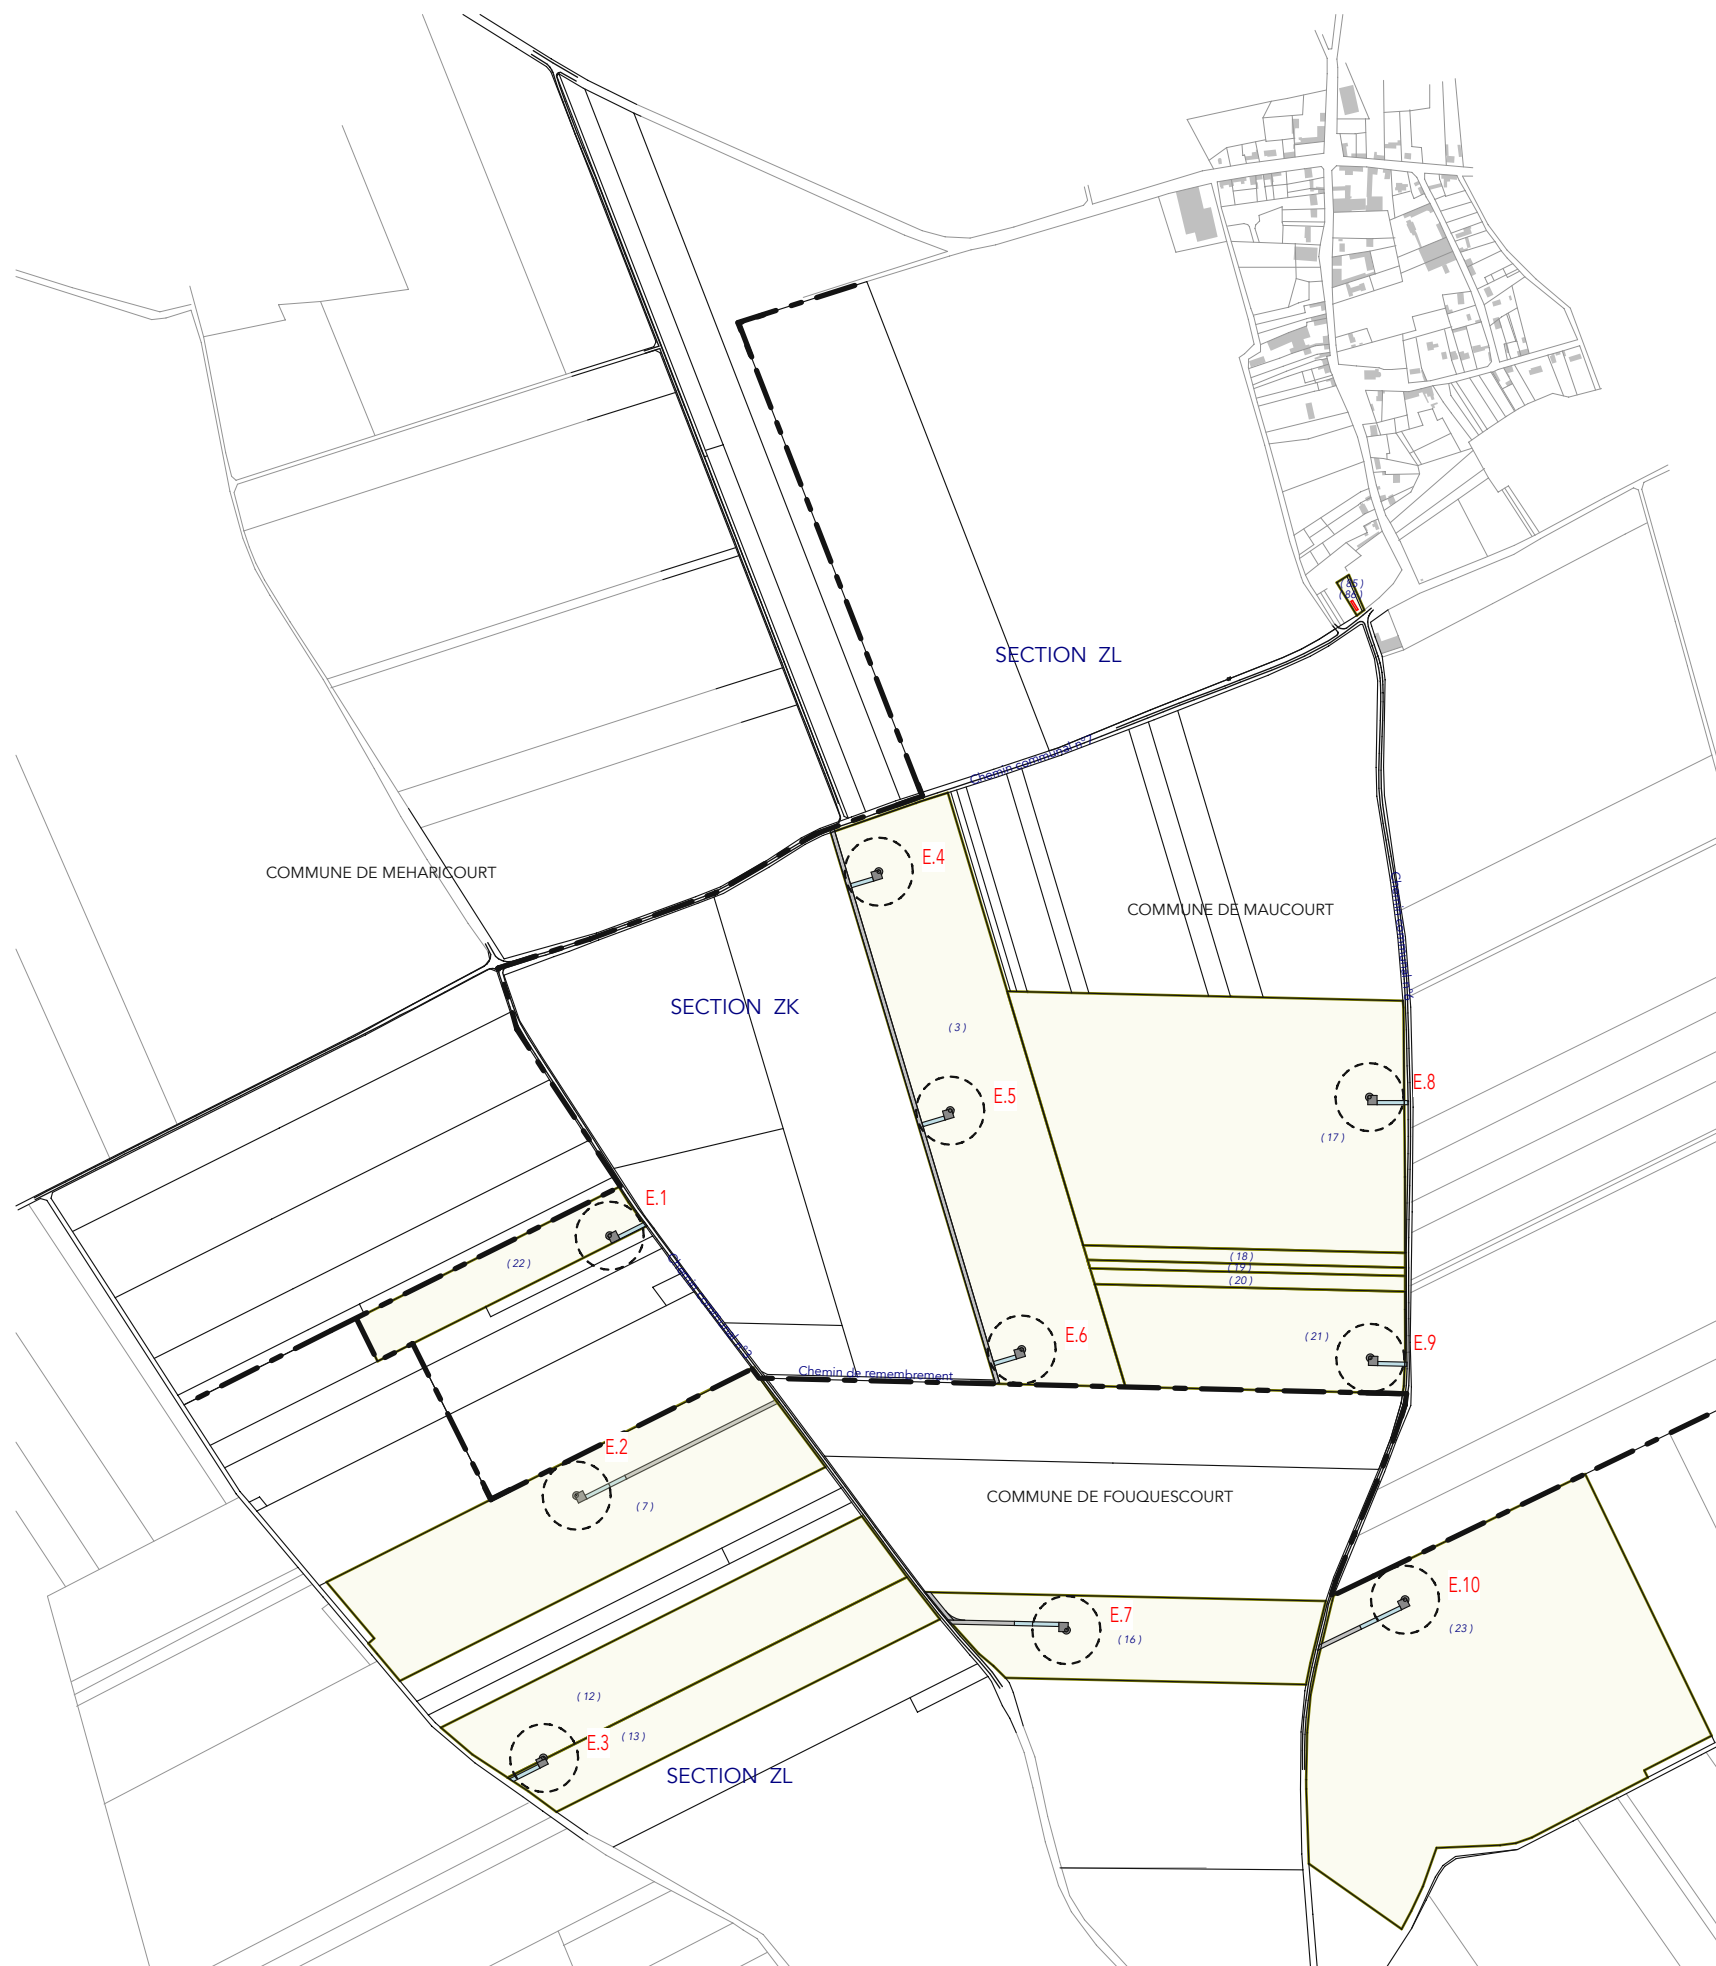 ( 85 )
( 86 )
SECTION ZL
Chemin communal n°7
E.4
COMMUNE DE MEHARICOURT
COMMUNE DE MAUCOURT
SECTION ZK
( 3 )
E.8
E.5
( 17 )
E.1
( 22 )
( 18 )
( 19 )
( 20 )
E.6
( 21 )
E.9
Chemin de remembrement
E.2
( 7 )
COMMUNE DE FOUQUESCOURT
E.10
E.7
( 16 )
( 23 )
( 12 )
( 13 )
E.3
SECTION ZL